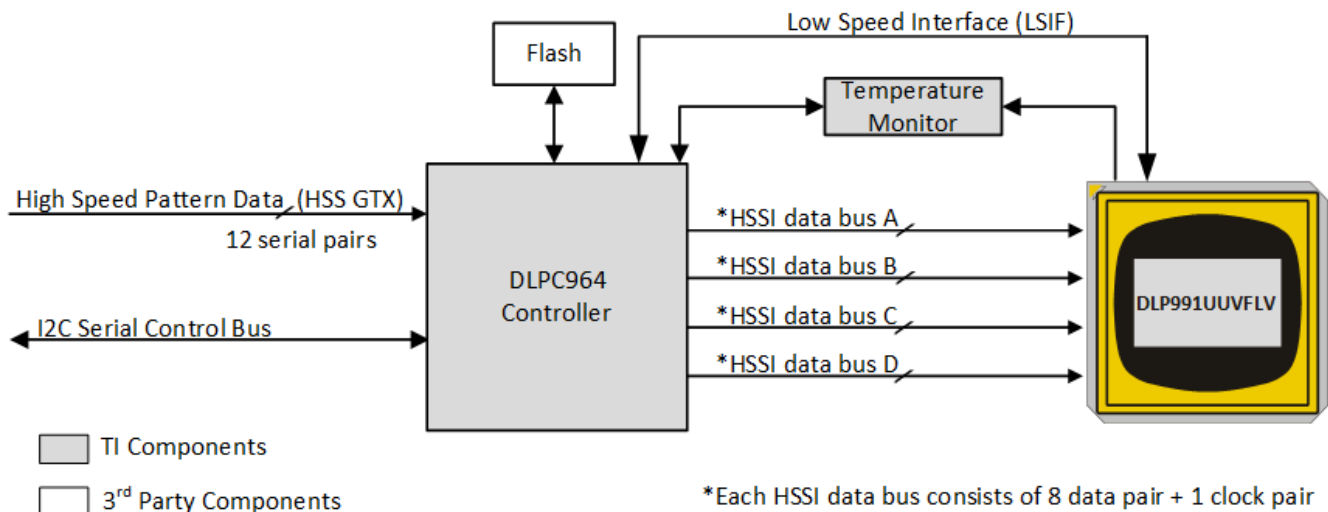 Low Speed Interface (LSIF)
Flash
Temperature
Monitor
High Speed Pattern Data (HSS GTX)
12 serial pairs
*HSSI data bus A
*HSSI data bus B
DLPC964
Controller
DLP991UUVFLV
*HSSI data bus C
I2C Serial Control Bus
*HSSI data bus D
TI Components
3rd Party Components
*Each HSSI data bus consists of 8 data pair + 1 clock pair